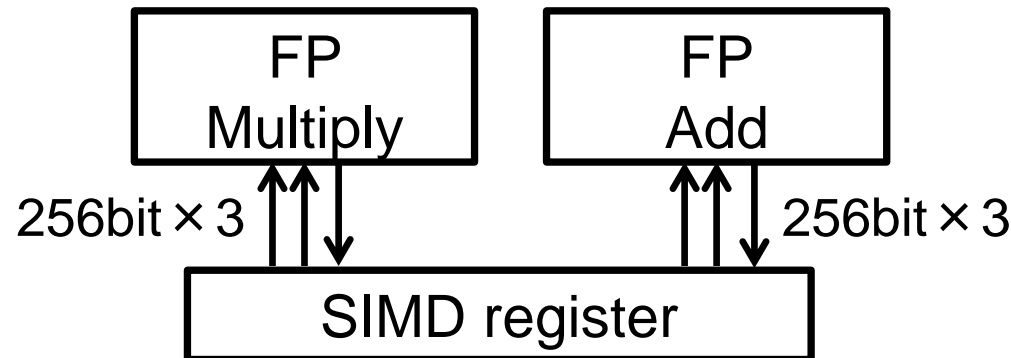 FP
Multiply
FP
Add
256bit × 3
256bit × 3
SIMD register